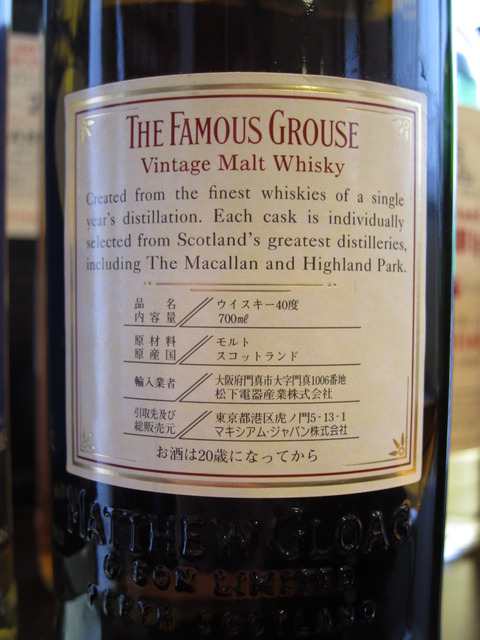 THE FAMOUS GROUSE
Vintage Malt Whisky
Created from the finest whiskies of a single
year's distillation. Each cask is individually
selected from Scotland's greatest distilleries,
including The Macallan and Highland Park.
品名 ウイスキー40度
内容量 700ml
原材料 モルト
原産国 スコットランド
輸入業者 大阪府門真市大字門真1006番地
松下電器産業株式会社
引取先及び 東京都港区虎ノ門5-13-1
総販売元 マキシアム・ジャパン株式会社
お酒は20歳になってから
MATTHEW GLOAG
& SON LIMITED
PERTH SCOTLAND